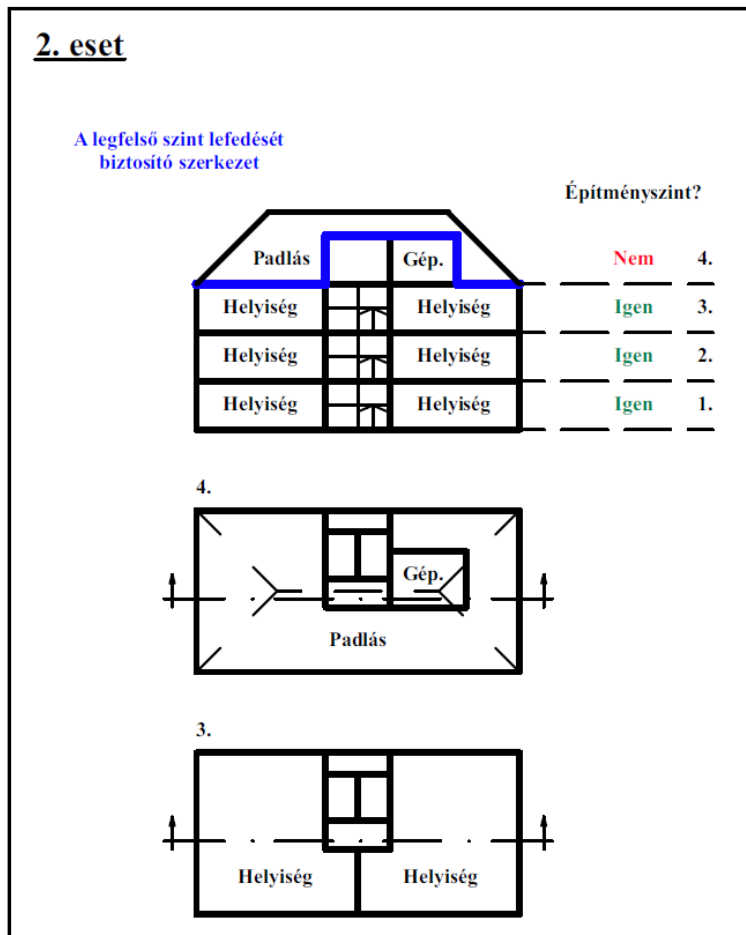 2. eset
A legfelső szint lefedését
biztosító szerkezet
Építményszint?
Padlás Gép. Nem 4.
Helyiség Helyiség Igen 3.
Helyiség Helyiség Igen 2.
Helyiség Helyiség Igen 1.
4.
Gép.
Padlás
3.
Helyiség Helyiség